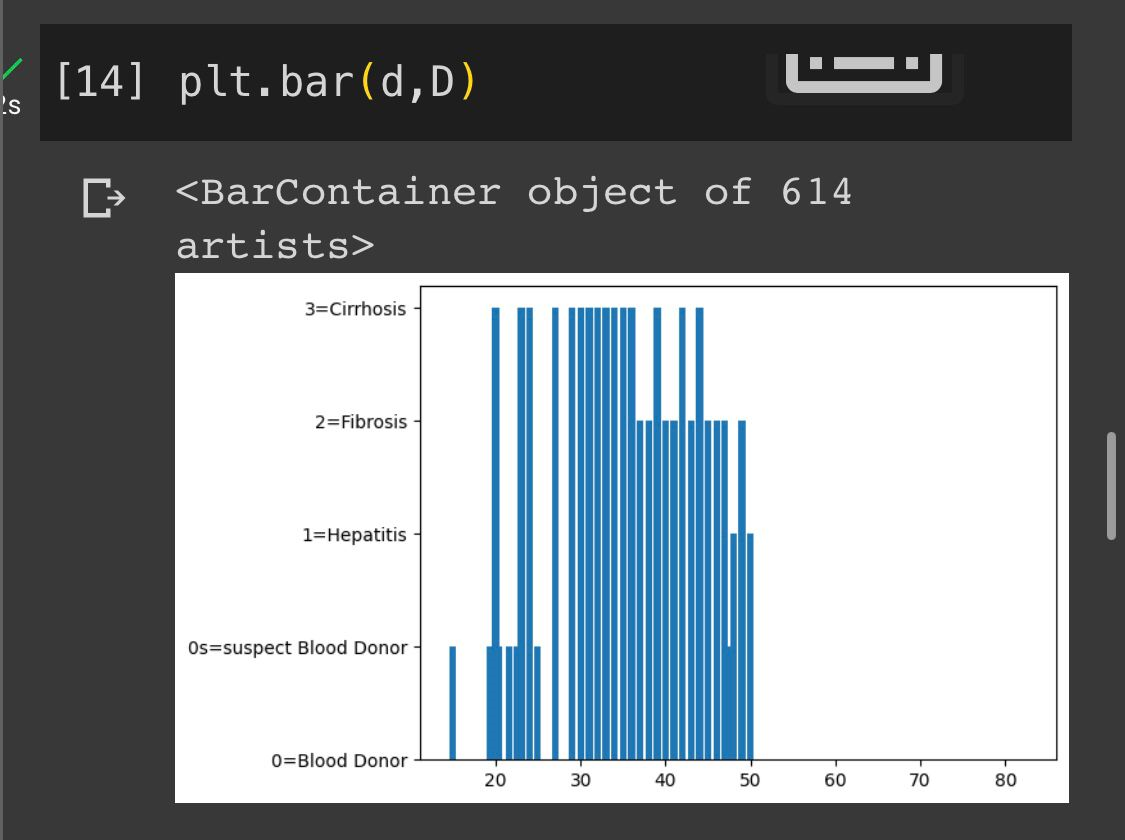 [14] plt.bar(d,D)
s
<BarContainer object of 614
artists>
3=Cirrhosis
2=Fibrosis
1=Hepatitis
0s=suspect Blood Donor
0=Blood Donor
20 30 40 50 60 70 80